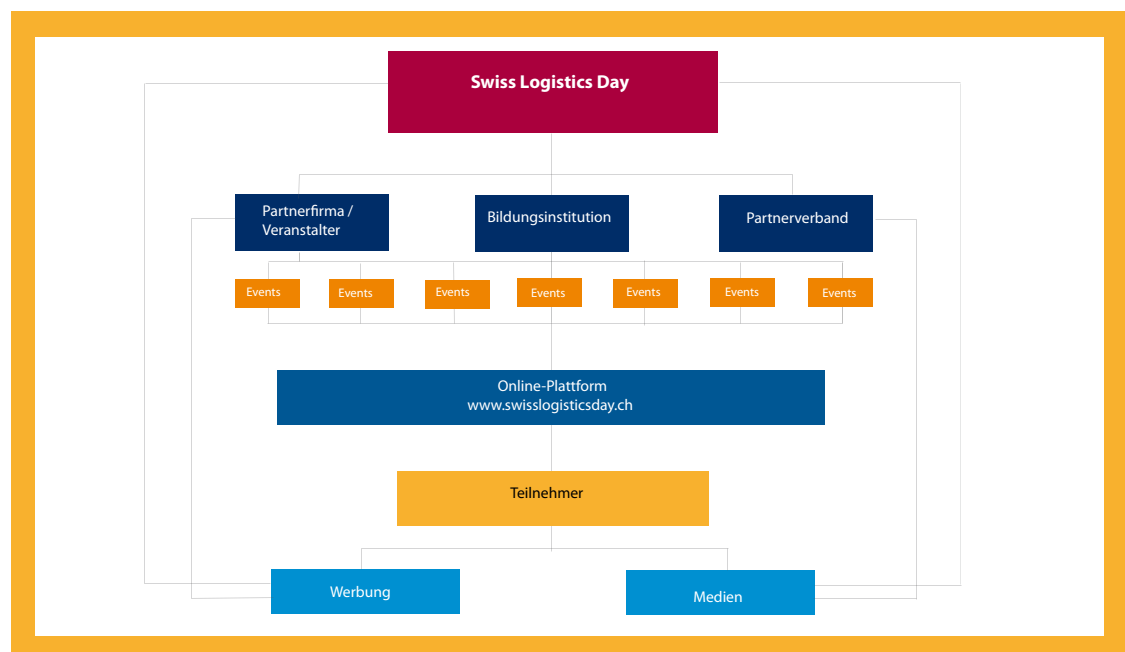 Swiss Logistics Day
Partnerfirma /
Veranstalter
Bildungsinstitution
Partnerverband
Events
Events
Events
Events
Events
Events
Events
Online-Plattform
www.swisslogisticsday.ch
Teilnehmer
Werbung
Medien